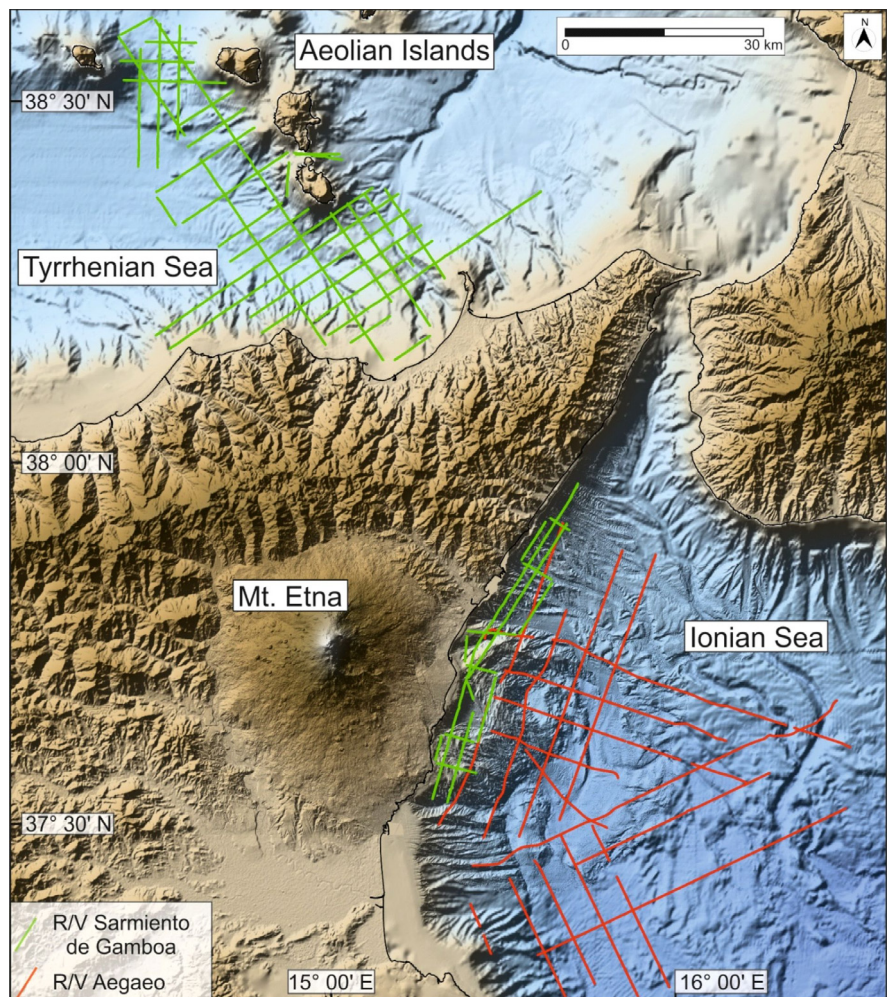 Aeolian Islands
0 30 km
N
38° 30' N
Tyrrhenian Sea
38° 00' N
Mt. Etna
Ionian Sea
37° 30' N
R/V Sarmiento
de Gamboa
R/V Aegaeo
15° 00' E
16° 00' E